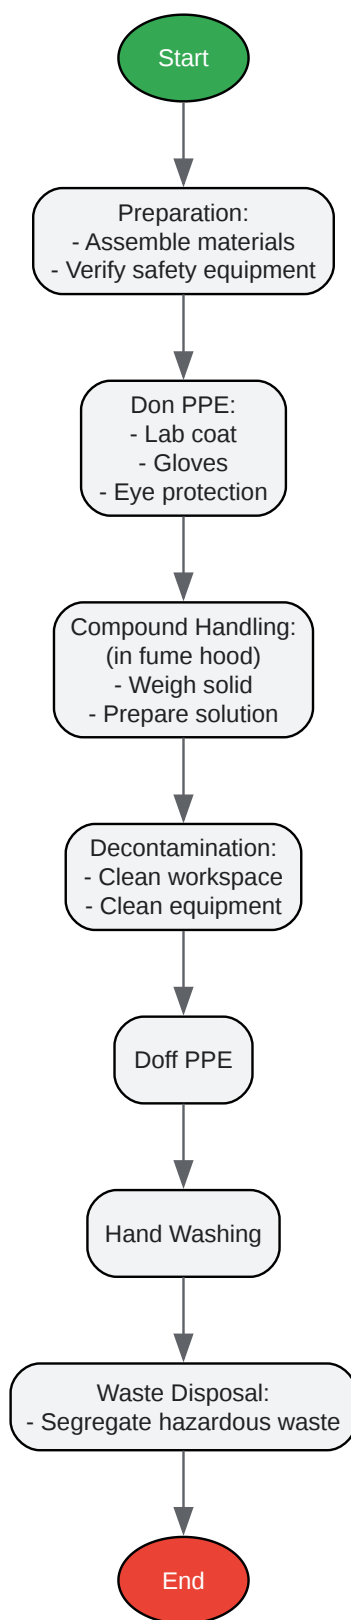 Start
Preparation:
- Assemble materials
- Verify safety equipment
Don PPE:
- Lab coat
- Gloves
- Eye protection
Compound Handling:
(in fume hood)
- Weigh solid
- Prepare solution
Decontamination:
- Clean workspace
- Clean equipment
Doff PPE
Hand Washing
Waste Disposal:
- Segregate hazardous waste
End